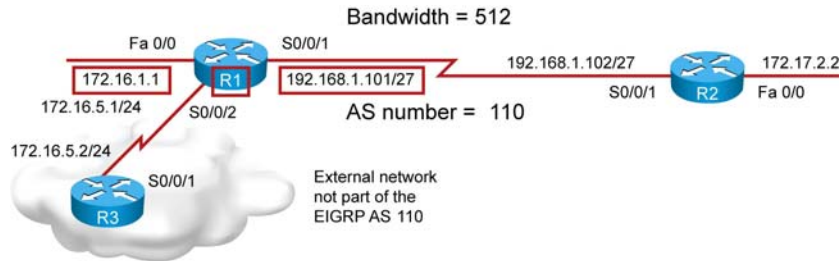 Bandwidth = 512
Fa 0/0
S0/0/1
172.16.1.1
R1
192.168.1.101/27
192.168.1.102/27
172.17.2.2
S0/0/1
R2
Fa 0/0
172.16.5.1/24
S0/0/2
AS number = 110
172.16.5.2/24
S0/0/1
R3
External network
not part of the
EIGRP AS 110